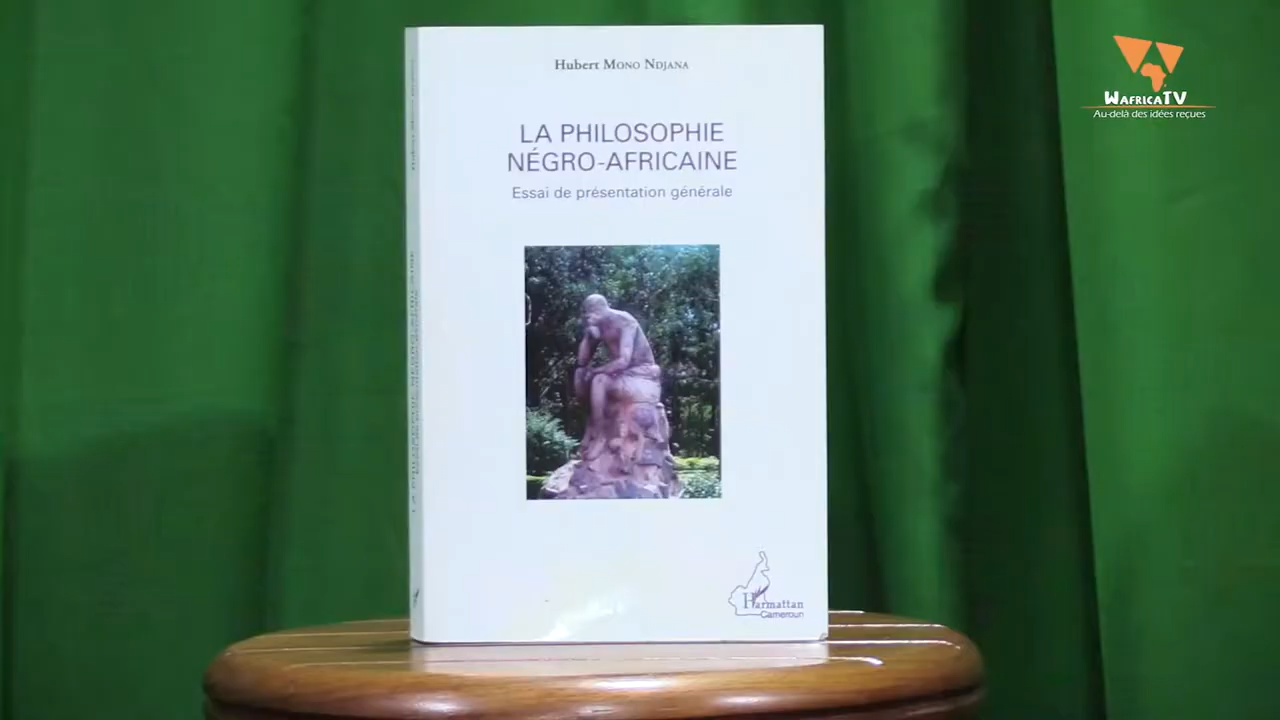 Hubert MONO NDJANA
LA PHILOSOPHIE
NÉGRO-AFRICAINE
Essai de présentation générale
Harmattan
Cameroun
WAFRICATV
Au-delà des idées reçues